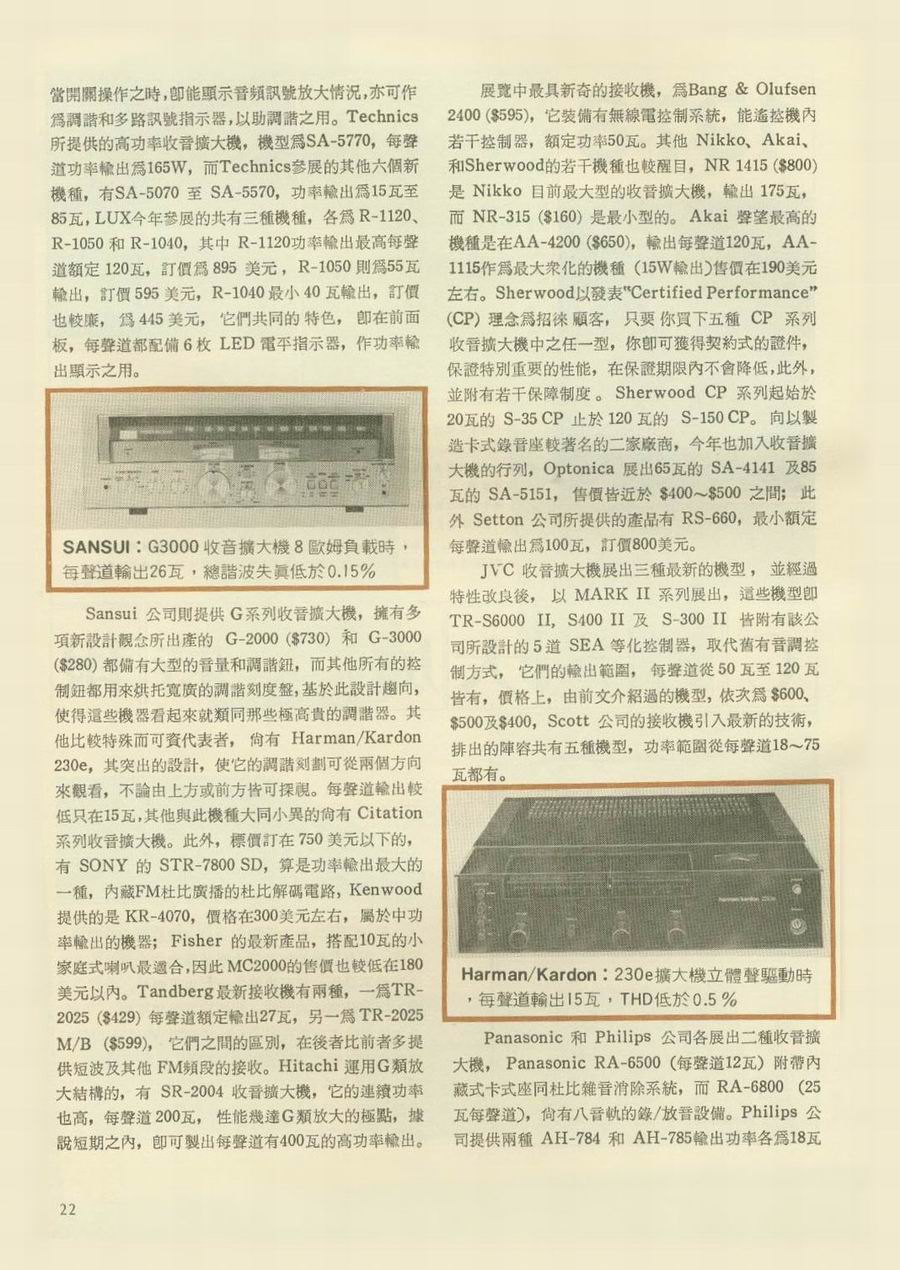 當開關操作之時,卽能顯示音頻訊號放大情況,亦可作
爲調諧和多路訊號指示器,以助調諧之用。Technics
所提供的高功率收音擴大機，機型爲SA-5770，每聲
道功率輸出爲165W，而Technics參展的其他六個新
機種，有SA-5070 至 SA-5570，功率輸出爲15瓦至
85瓦, LUX今年參展的共有三種機種，各爲 R-1120、
R-1050 和 R-1040，其中 R-1120功率輸出最高每聲
道額定 120瓦，訂價爲 895 美元，R-1050 則爲55瓦
輸出，訂價 595 美元，R-1040 最小 40 瓦輸出，訂價
也較廉，爲 445 美元，它們共同的 特色，卽在前面
板，每聲道都配備 6 枚 LED 電平指示器，作功率輸
出顯示之用。
SANSUI：G3000 收音擴大機 8 歐姆負載時，
每聲道輸出26瓦，總諧波失眞低於0.15%
Sansui 公司則提供 G系列收音擴大機，擁有多
項新設計觀念所出產的 G-2000 ($730) 和 G-3000
($280) 都備有大型的音量和調諧鈕，而其他所有的控
制鈕都用來烘托寬廣的調諧刻度盤,基於此設計趨向,
使得這些機器看起來就類同那些極高貴的調諧器。其
他比較特殊而可資代表者，尙有 Harman/Kardon
230e，其突出的設計，使它的調諧刻劃可從兩個方向
來觀看，不論由上方或前方皆可探視。每聲道輸出較
低只在15瓦,其他與此機種大同小異的尙有 Citation
系列收音擴大機。此外，標價訂在 750 美元以下的，
有 SONY 的 STR-7800 SD，算是功率輸出最大的
一種，內藏FM杜比廣播的杜比解碼電路，Kenwood
提供的是 KR-4070，價格在300美元左右，屬於中功
率輸出的機器；Fisher 的最新產品，搭配10瓦的小
家庭式喇叭最適合,因此 MC2000的售價也較低在180
美元以內。Tandberg最新接收機有兩種，一爲TR-
2025 ($429) 每聲道額定輸出27瓦，另一爲 TR-2025
M/B ($599)，它們之間的區別，在後者比前者多提
供短波及其他 FM頻段的接收。Hitachi 運用G類放
大結構的，有 SR-2004 收音擴大機，它的連續功率
也高，每聲道 200瓦，性能幾達G類放大的極點，據
說短期之內，卽可製出每聲道有400瓦的高功率輸出。
展覽中最具新奇的接收機，爲Bang & Olufsen
2400 ($595)，它裝備有無線電控制系統，能遙控機內
若干控制器，額定功率50瓦。其他 Nikko、Akai、
和Sherwood的若干機種也較醒目，NR 1415 ($800)
是 Nikko 目前最大型的收音擴大機，輸出 175瓦，
而 NR-315 ($160) 是最小型的。Akai 聲望最高的
機種是在AA-4200 ($650)，輸出每聲道120瓦，AA-
1115作爲最大衆化的機種 (15W輸出)售價在190美元
左右。Sherwood以發表“Certified Performance”
(CP) 理念爲招徠 顧客，只要 你買下五種 CP 系列
收音擴大機中之任一型，你卽可獲得契約式的證件，
保證特別重要的性能，在保證期限內不會降低,此外，
並附有若干保障制度。Sherwood CP 系列起始於
20瓦的 S-35 CP 止於 120 瓦的 S-150 CP。向以製
造卡式錄音座較著名的二家廠商，今年也加入收音擴
大機的行列，Optonica 展出65瓦的 SA-4141 及85
瓦的 SA-5151，售價皆近於 $400～$500 之間；此
外 Setton 公司所提供的產品有 RS-660，最小額定
每聲道輸出爲100瓦，訂價800美元。
JVC 收音擴大機展出三種最新的機型，並經過
特性改良後，以 MARK II 系列展出，這些機型卽
TR-S6000 II, S400 II 及 S-300 II 皆附有該公
司所設計的 5 道 SEA 等化控制器，取代舊有音調控
制方式，它們的輸出範圍，每聲道從 50 瓦至 120 瓦
皆有，價格上，由前文介紹過的機型，依次爲 $600、
$500及$400，Scott 公司的接收機引入最新的技術，
排出的陣容共有五種機型，功率範圍從每聲道18～75
瓦都有。
harman/kardon 230e
Harman/Kardon：230e擴大機立體聲驅動時
，每聲道輸出15瓦，THD低於0.5%
Panasonic 和 Philips 公司各展出二種收音擴
大機，Panasonic RA-6500 (每聲道12瓦) 附帶內
藏式卡式座同杜比雜音消除系統，而 RA-6800 (25
瓦每聲道)，尙有八音軌的錄/放音設備。Philips 公
司提供兩種 AH-784 和 AH-785輸出功率各爲18瓦
22